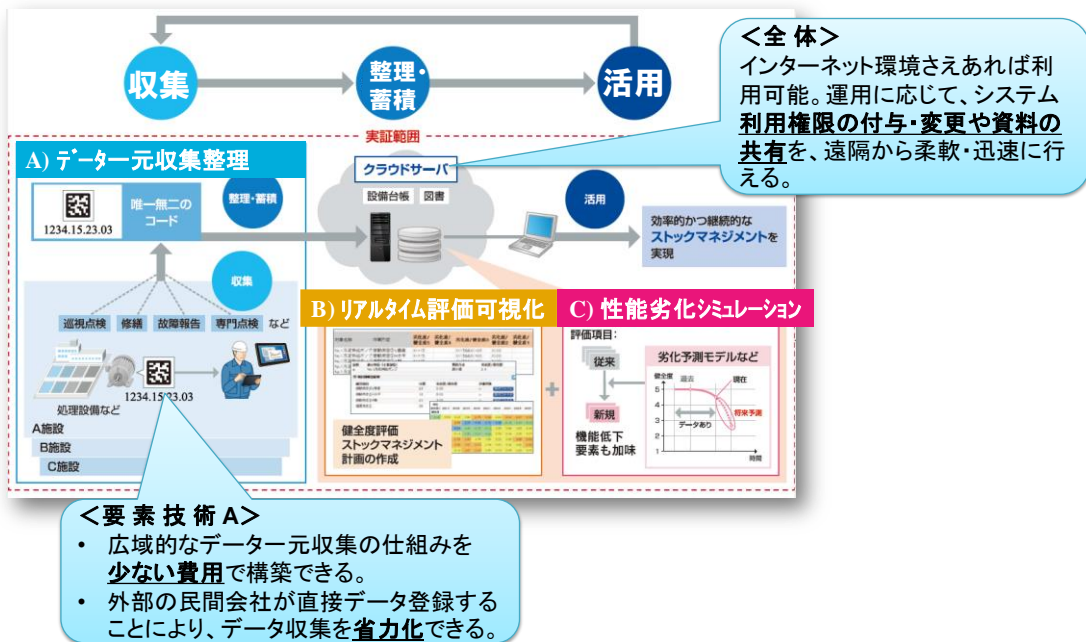 収集
整理・
蓄積
活用
＜全 体＞
インターネット環境さえあれば利
用可能。運用に応じて、システム
利用権限の付与・変更や資料の
共有を、遠隔から柔軟・迅速に行
える。
実証範囲
A) データ一元収集整理
唯一無二の
コード
1234.15.23.03
整理・蓄積
収集
巡視点検
修繕
故障報告
専門点検
など
1234.15.23.03
処理設備など
A施設
B施設
C施設
クラウドサーバ
設備台帳
図書
活用
効率的かつ継続的な
ストックマネジメントを
実現
B) リアルタイム評価可視化
健全度評価
ストックマネジメント
計画の作成
+
C) 性能劣化シミュレーション
評価項目：
従来
新規
機能低下
要素も加味
劣化予測モデルなど
健全度
過去
現在
5
4
3
2
1
データあり
将来予測
時間
＜要 素 技 術 A＞
• 広域的なデータ一元収集の仕組みを
少ない費用で構築できる。
• 外部の民間会社が直接データ登録する
ことにより、データ収集を省力化できる。